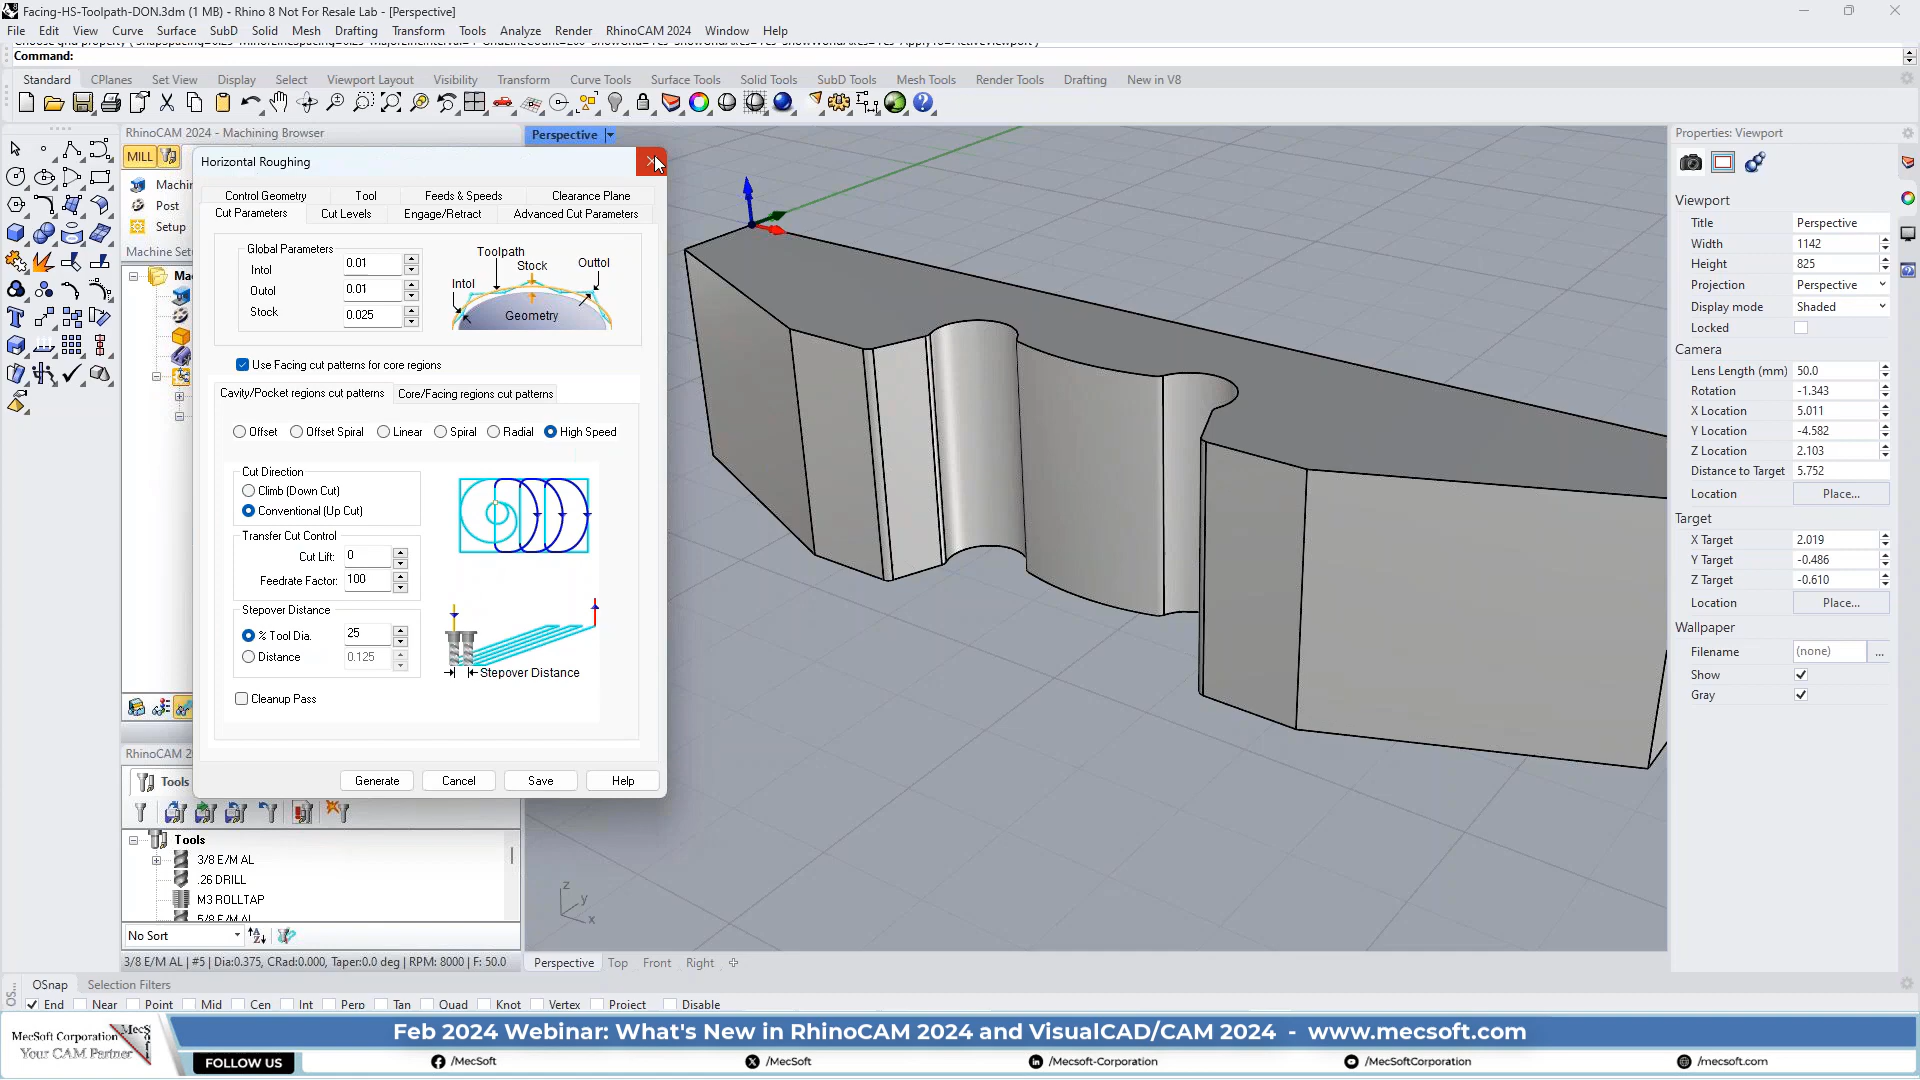 Facing-HS-Toolpath-DON.3dm (1 MB) - Rhino 8 Not For Resale Lab - [Perspective]
File Edit View Curve Surface SubD Solid Mesh Drafting Transform Tools Analyze Render RhinoCAM 2024 Window Help
Command:
Standard CPlanes Set View Display Select Viewport Layout Visibility Transform Curve Tools Surface Tools Solid Tools SubD Tools Mesh Tools Render Tools Drafting New in V8
RhinoCAM 2024 - Machining Browser
Perspective
Properties: Viewport
MILL
Horizontal Roughing
Machin
Post
Setup
Machine Set
Ma
Control Geometry Tool Feeds & Speeds Clearance Plane
Cut Parameters Cut Levels Engage/Retract Advanced Cut Parameters
Global Parameters
Intol 0.01
Outol 0.01
Stock 0.025
Toolpath
Stock
Outtol
Intol
Geometry
Use Facing cut patterns for core regions
Cavity/Pocket regions cut patterns Core/Facing regions cut patterns
Offset Offset Spiral Linear Spiral Radial High Speed
Cut Direction
Climb (Down Cut)
Conventional (Up Cut)
Transfer Cut Control
Cut Lift: 0
Feedrate Factor: 100
Stepover Distance
% Tool Dia. 25
Distance 0.125
Stepover Distance
Cleanup Pass
Generate Cancel Save Help
Viewport
Title Perspective
Width 1142
Height 825
Projection Perspective
Display mode Shaded
Locked
Camera
Lens Length (mm) 50.0
Rotation -1.343
X Location 5.011
Y Location -4.582
Z Location 2.103
Distance to Target 5.752
Location Place...
Target
X Target 2.019
Y Target -0.486
Z Target -0.610
Location Place...
Wallpaper
Filename (none) ...
Show
Gray
RhinoCAM 2
Tools
Tools
3/8 E/M AL
.26 DRILL
M3 ROLLTAP
5/8 E/M AL
No Sort
3/8 E/M AL | #5 | Dia:0.375, CRad:0.000, Taper:0.0 deg | RPM: 8000 | F: 50.0
z
y
x
Perspective Top Front Right
OSnap Selection Filters
End Near Point Mid Cen Int Perp Tan Quad Knot Vertex Project Disable
MecSoft Corporation
Your CAM Partner
MecS
Feb 2024 Webinar: What's New in RhinoCAM 2024 and VisualCAD/CAM 2024 - www.mecsoft.com
FOLLOW US /MecSoft /MecSoft /Mecsoft-Corporation /MecSoftCorporation /mecsoft.com